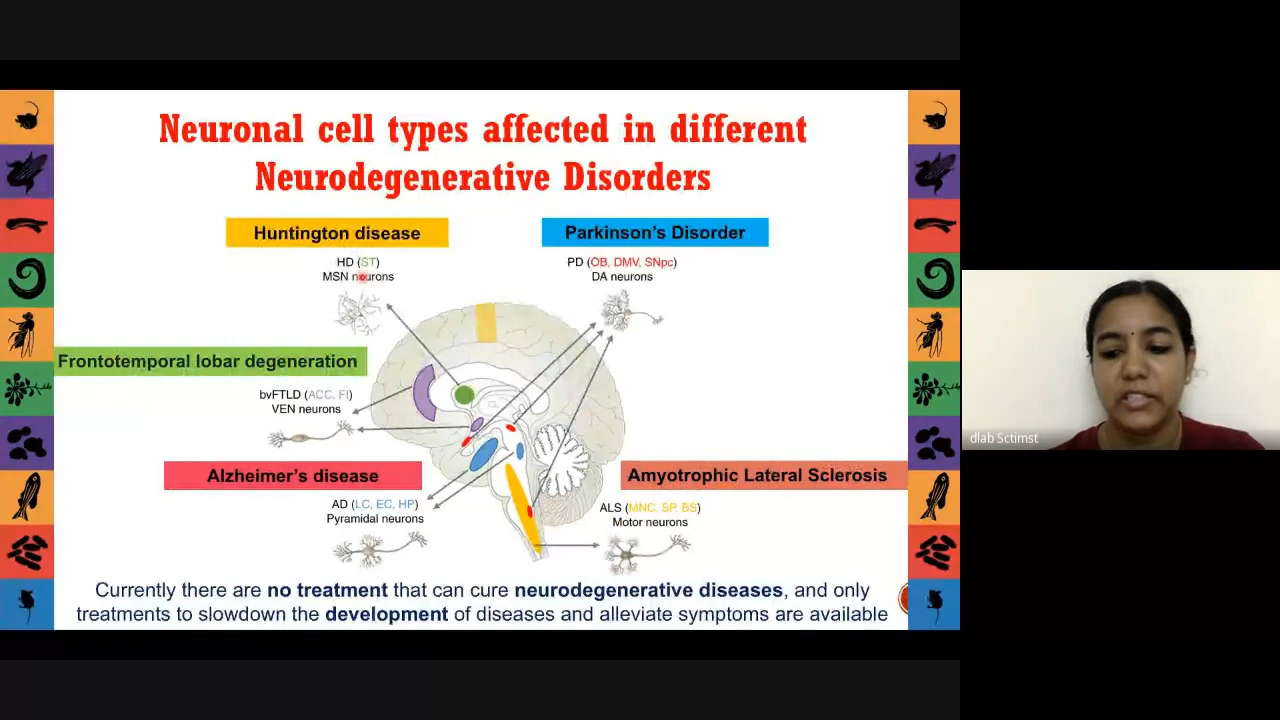 Neuronal cell types affected in different
Neurodegenerative Disorders
Huntington disease
HD (ST)
MSN neurons
Parkinson's Disorder
PD (OB, DMV, SNpc)
DA neurons
Frontotemporal lobar degeneration
bvFTLD (ACC, FI)
VEN neurons
Alzheimer's disease
AD (LC, EC, HP)
Pyramidal neurons
Amyotrophic Lateral Sclerosis
ALS (MNC, SP, BS)
Motor neurons
Currently there are no treatment that can cure neurodegenerative diseases, and only
treatments to slowdown the development of diseases and alleviate symptoms are available
dlab Sctimst